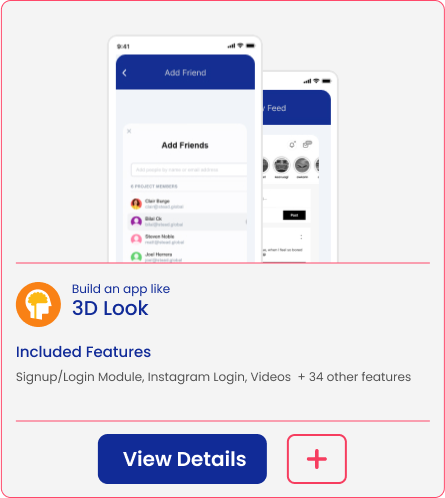 9:41
Add Friend
Feed
Add Friends
Add people by name or email address
6 PROJECT MEMBERS
Clair Burge
Bilal Ch
Steven Noble
Joel Herrera
Post
Build an app like
3D Look
Included Features
Signup/Login Module, Instagram Login, Videos + 34 other features
View Details